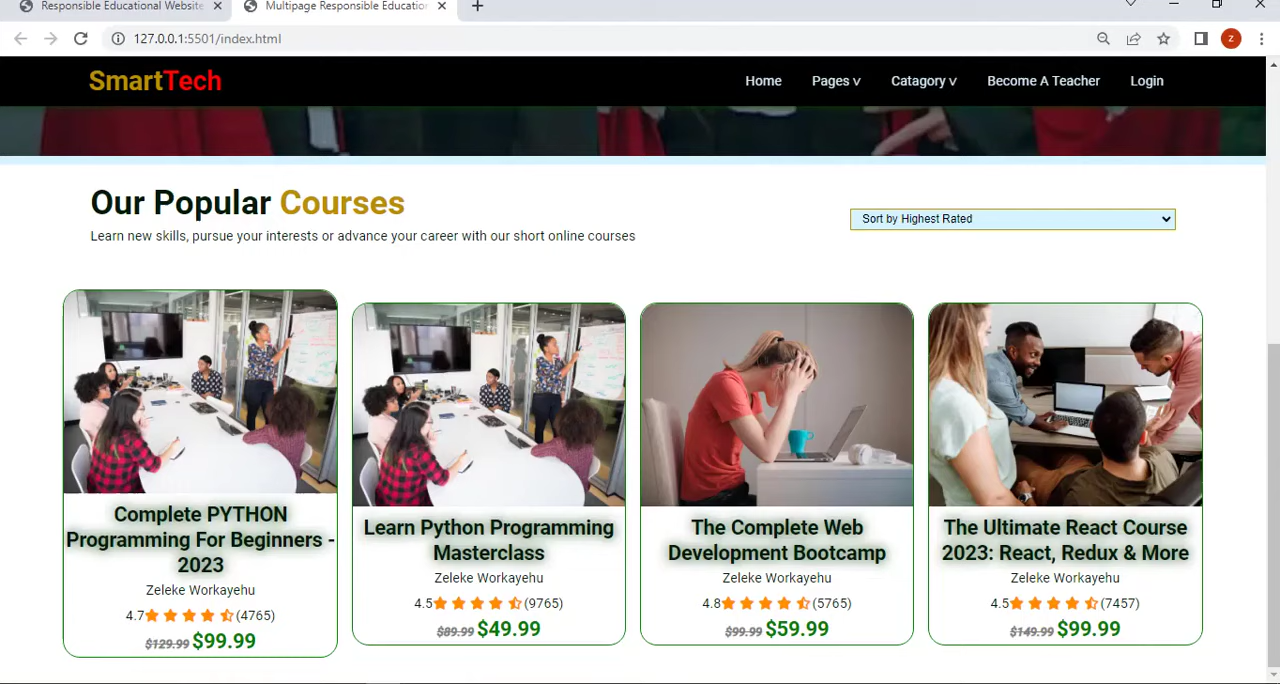 Responsible Educational Website
Multipage Responsible Education
127.0.0.1:5501/index.html
z
SmartTech
Home
Pages v
Catagory v
Become A Teacher
Login
Our Popular Courses
Learn new skills, pursue your interests or advance your career with our short online courses
Sort by Highest Rated
Complete PYTHON
Programming For Beginners -
2023
Zeleke Workayehu
4.7 (4765)
$129.99 $99.99
Learn Python Programming
Masterclass
Zeleke Workayehu
4.5 (9765)
$89.99 $49.99
The Complete Web
Development Bootcamp
Zeleke Workayehu
4.8 (5765)
$99.99 $59.99
The Ultimate React Course
2023: React, Redux & More
Zeleke Workayehu
4.5 (7457)
$149.99 $99.99